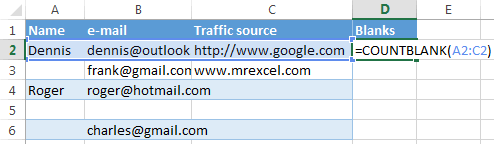 A B C D E
1 Name e-mail Traffic source Blanks
2 Dennis dennis@outlook http://www.google.com =COUNTBLANK(A2:C2)
3 frank@gmail.con www.mrexcel.com
4 Roger roger@hotmail.com
5
6 charles@gmail.com